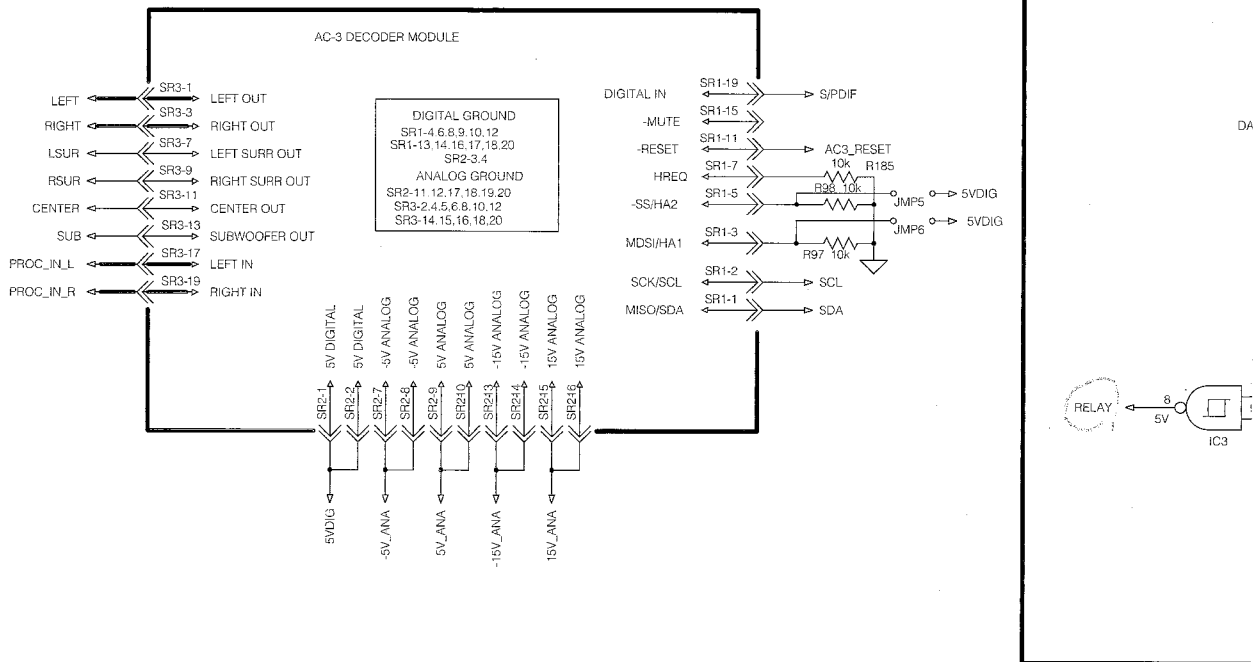 AC-3 DECODER MODULE
LEFT SR3-1 LEFT OUT
RIGHT SR3-3 RIGHT OUT
LSUR SR3-7 LEFT SURR OUT
RSUR SR3-9 RIGHT SURR OUT
CENTER SR3-11 CENTER OUT
SUB SR3-13 SUBWOOFER OUT
PROC_IN_L SR3-17 LEFT IN
PROC_IN_R SR3-19 RIGHT IN
DIGITAL GROUND
SR1-4.6.8,9.10.12
SR1-13,14.16,17,18,20
SR2-3.4
ANALOG GROUND
SR2-11.12.17,18.19.20
SR3-2.4.5,6.8.10.12
SR3-14,15,16,18,20
DIGITAL IN SR1-19 S/PDIF
-MUTE SR1-15
-RESET SR1-11 AC3_RESET
HREQ SR1-7 10k R185
-SS/HA2 SR1-5 R98 10k JMP5 5VDIG
JMP6 5VDIG
MDSI/HA1 SR1-3 R97 10k
SCK/SCL SR1-2 SCL
MISO/SDA SR1-1 SDA
5V DIGITAL SR2-1
5V DIGITAL SR2-2
-5V ANALOG SR2-7
-5V ANALOG SR2-8
5V ANALOG SR2-9
5V ANALOG SR240
-15V ANALOG SR243
-15V ANALOG SR244
15V ANALOG SR245
15V ANALOG SR246
5VDIG
-5V_ANA
5V_ANA
-15V_ANA
15V_ANA
DA
RELAY 8
5V
IC3